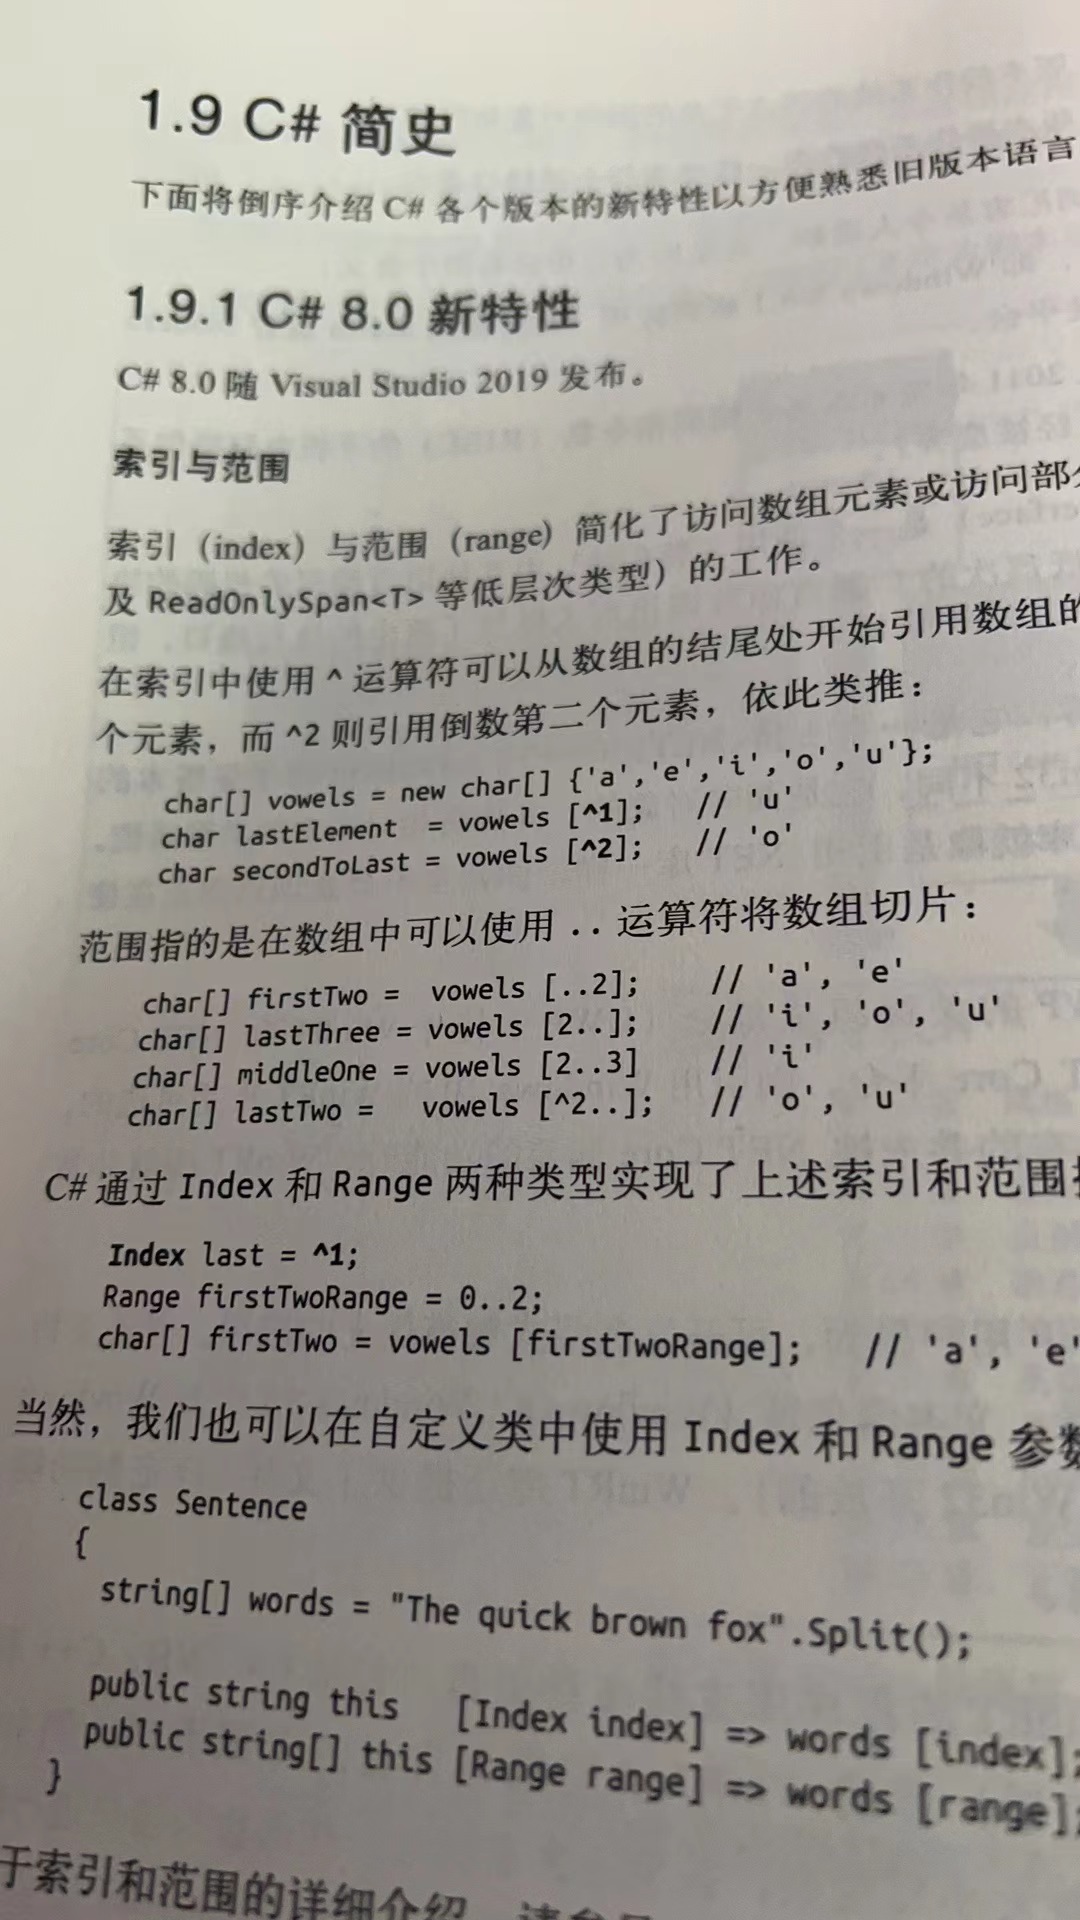 1.9 C# 简史
下面将倒序介绍 C# 各个版本的新特性以方便熟悉旧版本语言
1.9.1 C# 8.0 新特性
C# 8.0 随 Visual Studio 2019 发布。
索引与范围
索引（index）与范围（range）简化了访问数组元素或访问部分
及 ReadOnlySpan<T> 等低层次类型）的工作。
在索引中使用 ^ 运算符可以从数组的结尾处开始引用数组的
个元素，而 ^2 则引用倒数第二个元素，依此类推：
char[] vowels = new char[] {'a','e','i','o','u'};
char lastElement  = vowels [^1];   // 'u'
char secondToLast = vowels [^2];   // 'o'
范围指的是在数组中可以使用 .. 运算符将数组切片：
char[] firstTwo =  vowels [..2];    // 'a', 'e'
char[] lastThree = vowels [2..];    // 'i', 'o', 'u'
char[] middleOne = vowels [2..3]    // 'i'
char[] lastTwo =   vowels [^2..];   // 'o', 'u'
C# 通过 Index 和 Range 两种类型实现了上述索引和范围
Index last = ^1;
Range firstTwoRange = 0..2;
char[] firstTwo = vowels [firstTwoRange];   // 'a', 'e'
当然，我们也可以在自定义类中使用 Index 和 Range 参数
class Sentence
{
string[] words = "The quick brown fox".Split();
public string this   [Index index] => words [index];
public string[] this [Range range] => words [range];
}
于索引和范围的详细介绍